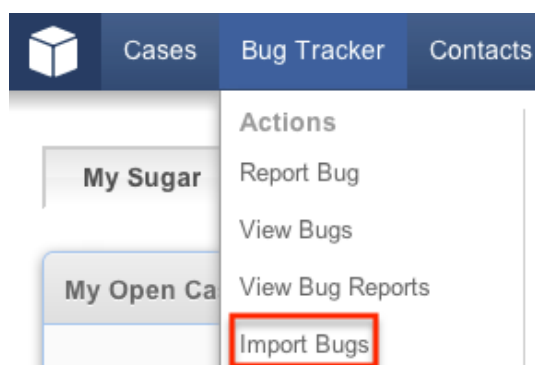 Cases Bug Tracker Contacts
Actions
My Sugar
Report Bug
View Bugs
My Open Ca
View Bug Reports
Import Bugs